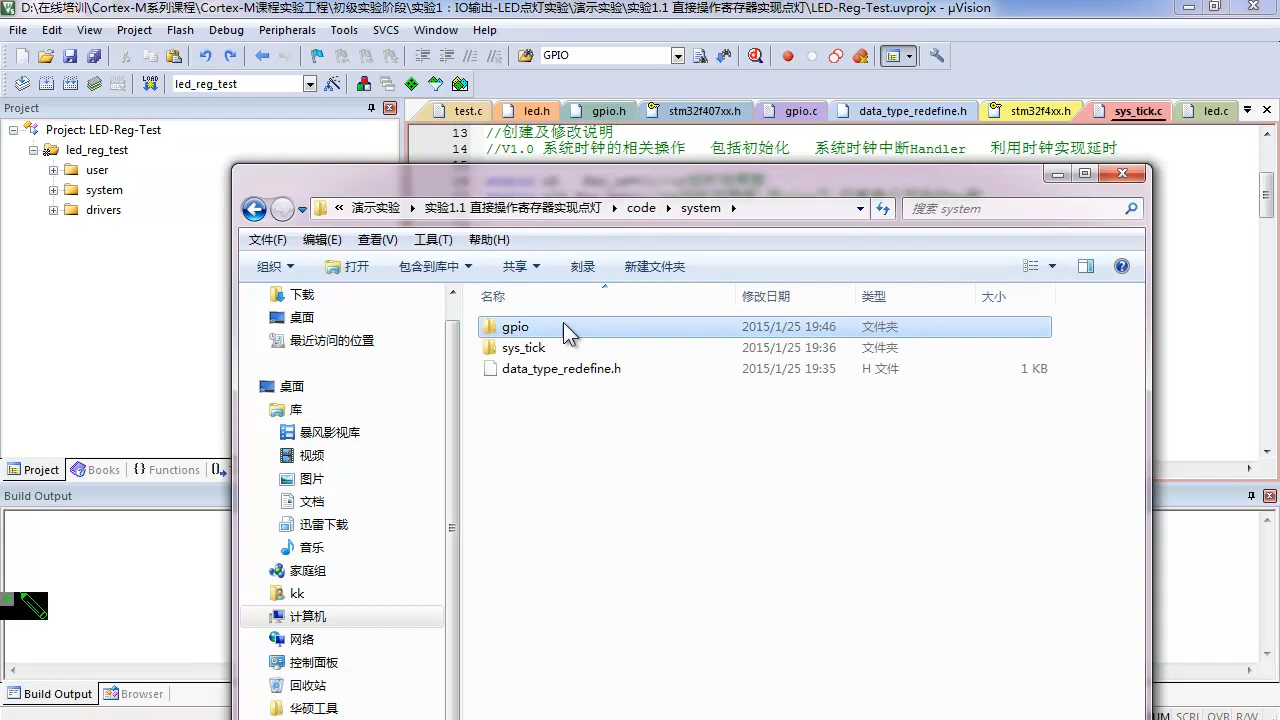 D:\在线培训\Cortex-M系列课程\Cortex-M课程实验工程\初级实验阶段\实验1：IO输出-LED点灯实验\演示实验\实验1.1 直接操作寄存器实现点灯\LED-Reg-Test.uvprojx - µVision
File Edit View Project Flash Debug Peripherals Tools SVCS Window Help
GPIO
LOAD led_reg_test
Project
test.c led.h gpio.h stm32f407xx.h gpio.c data_type_redefine.h stm32f4xx.h sys_tick.c led.c
Project: LED-Reg-Test
led_reg_test
user
system
drivers
13 //创建及修改说明
14 //V1.0 系统时钟的相关操作 包括初始化 系统时钟中断Handler 利用时钟实现延时
« 演示实验 实验1.1 直接操作寄存器实现点灯 code system
搜索 system
文件(F) 编辑(E) 查看(V) 工具(T) 帮助(H)
组织 打开 包含到库中 共享 刻录 新建文件夹
下载
桌面
最近访问的位置
桌面
库
暴风影视库
视频
图片
文档
迅雷下载
音乐
家庭组
kk
计算机
网络
控制面板
回收站
华硕工具
名称 修改日期 类型 大小
gpio 2015/1/25 19:46 文件夹
sys_tick 2015/1/25 19:36 文件夹
data_type_redefine.h 2015/1/25 19:35 H 文件 1 KB
Project Books {} Functions
Build Output
Build Output Browser
SCRL OVR R/W